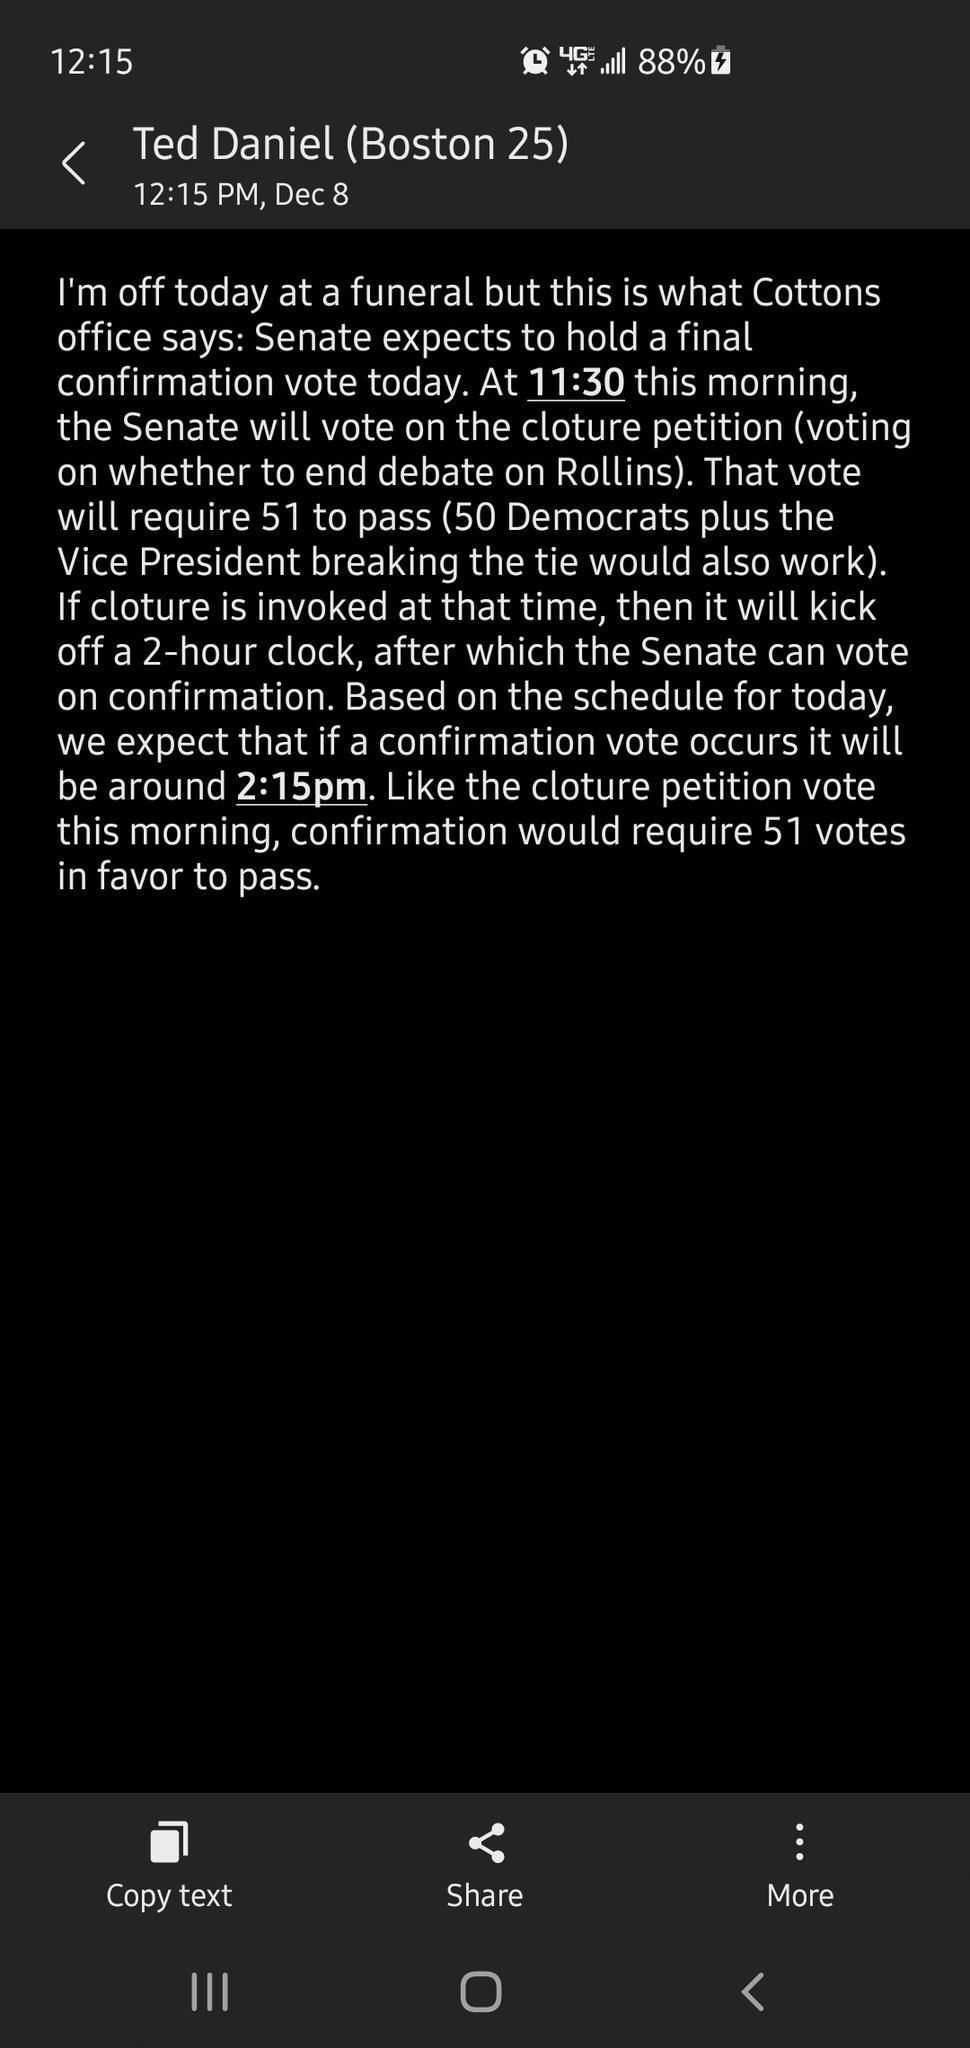 12:15
4G LTE 88%
Ted Daniel (Boston 25)
12:15 PM, Dec 8
I'm off today at a funeral but this is what Cottons
office says: Senate expects to hold a final
confirmation vote today. At 11:30 this morning,
the Senate will vote on the cloture petition (voting
on whether to end debate on Rollins). That vote
will require 51 to pass (50 Democrats plus the
Vice President breaking the tie would also work).
If cloture is invoked at that time, then it will kick
off a 2-hour clock, after which the Senate can vote
on confirmation. Based on the schedule for today,
we expect that if a confirmation vote occurs it will
be around 2:15pm. Like the cloture petition vote
this morning, confirmation would require 51 votes
in favor to pass.
Copy text
Share
More